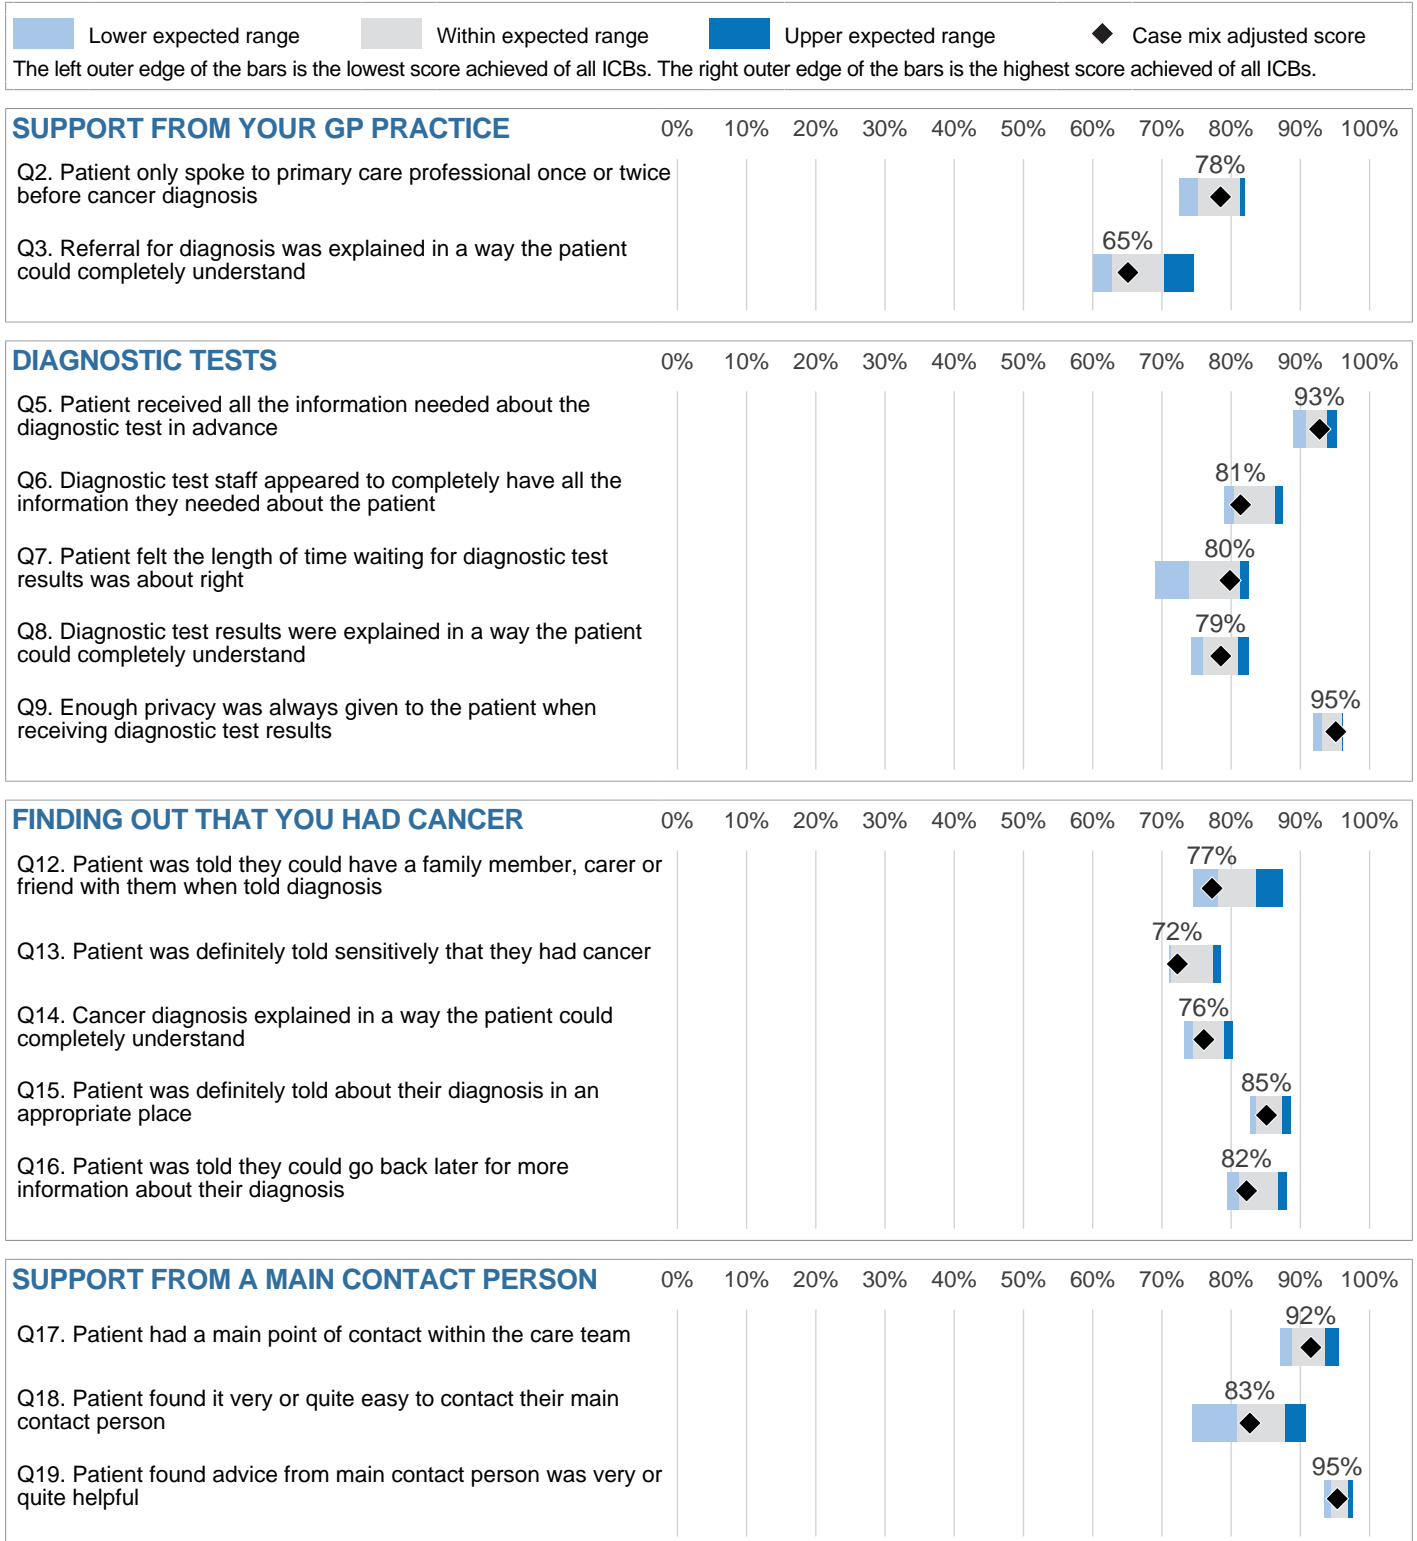 Lower expected range Within expected range Upper expected range Case mix adjusted score
The left outer edge of the bars is the lowest score achieved of all ICBs. The right outer edge of the bars is the highest score achieved of all ICBs.
SUPPORT FROM YOUR GP PRACTICE 0% 10% 20% 30% 40% 50% 60% 70% 80% 90% 100%
78%
Q2. Patient only spoke to primary care professional once or twice
before cancer diagnosis
65%
Q3. Referral for diagnosis was explained in a way the patient
could completely understand
DIAGNOSTIC TESTS 0% 10% 20% 30% 40% 50% 60% 70% 80% 90% 100%
93%
Q5. Patient received all the information needed about the
diagnostic test in advance
81%
Q6. Diagnostic test staff appeared to completely have all the
information they needed about the patient
80%
Q7. Patient felt the length of time waiting for diagnostic test
results was about right
79%
Q8. Diagnostic test results were explained in a way the patient
could completely understand
95%
Q9. Enough privacy was always given to the patient when
receiving diagnostic test results
FINDING OUT THAT YOU HAD CANCER 0% 10% 20% 30% 40% 50% 60% 70% 80% 90% 100%
77%
Q12. Patient was told they could have a family member, carer or
friend with them when told diagnosis
72%
Q13. Patient was definitely told sensitively that they had cancer
76%
Q14. Cancer diagnosis explained in a way the patient could
completely understand
85%
Q15. Patient was definitely told about their diagnosis in an
appropriate place
82%
Q16. Patient was told they could go back later for more
information about their diagnosis
SUPPORT FROM A MAIN CONTACT PERSON 0% 10% 20% 30% 40% 50% 60% 70% 80% 90% 100%
92%
Q17. Patient had a main point of contact within the care team
83%
Q18. Patient found it very or quite easy to contact their main
contact person
95%
Q19. Patient found advice from main contact person was very or
quite helpful